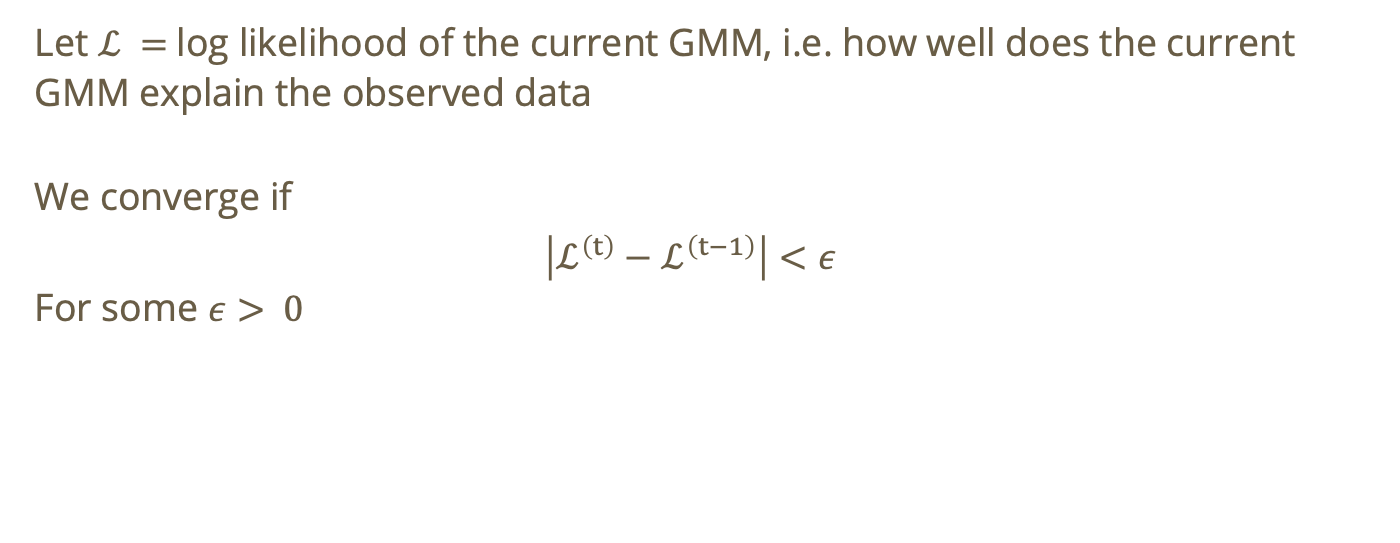 Let ℒ = log likelihood of the current GMM, i.e. how well does the current
GMM explain the observed data
We converge if
|ℒ⁽ᵗ⁾ − ℒ⁽ᵗ⁻¹⁾| < ϵ
For some ϵ > 0